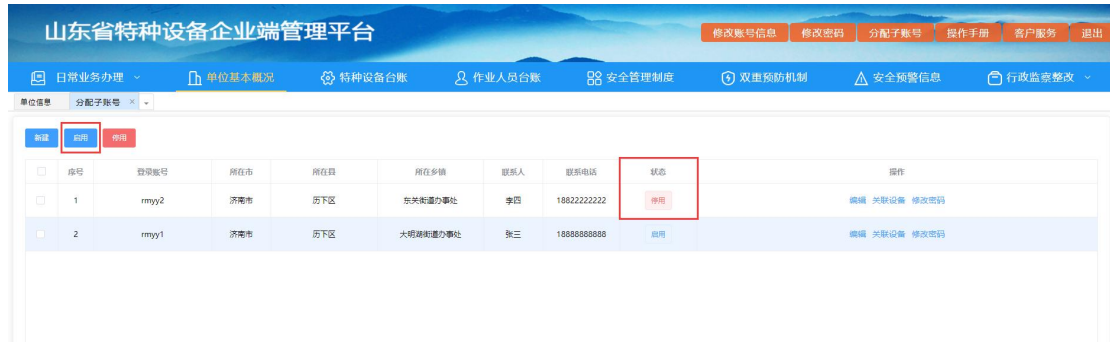 山东省特种设备企业端管理平台
修改账号信息 修改密码 分配子账号 操作手册 客户服务 退出
日常业务办理 单位基本概况 特种设备台账 作业人员台账 安全管理制度 双重预防机制 安全预警信息 行政监察整改
单位信息 分配子账号 ×
新建 启用 停用
序号 登录账号 所在市 所在县 所在乡镇 联系人 联系电话 状态 操作
1 rmyy2 济南市 历下区 东关街道办事处 李四 18822222222 停用 编辑 关联设备 修改密码
2 rmyy1 济南市 历下区 大明湖街道办事处 张三 18888888888 启用 编辑 关联设备 修改密码